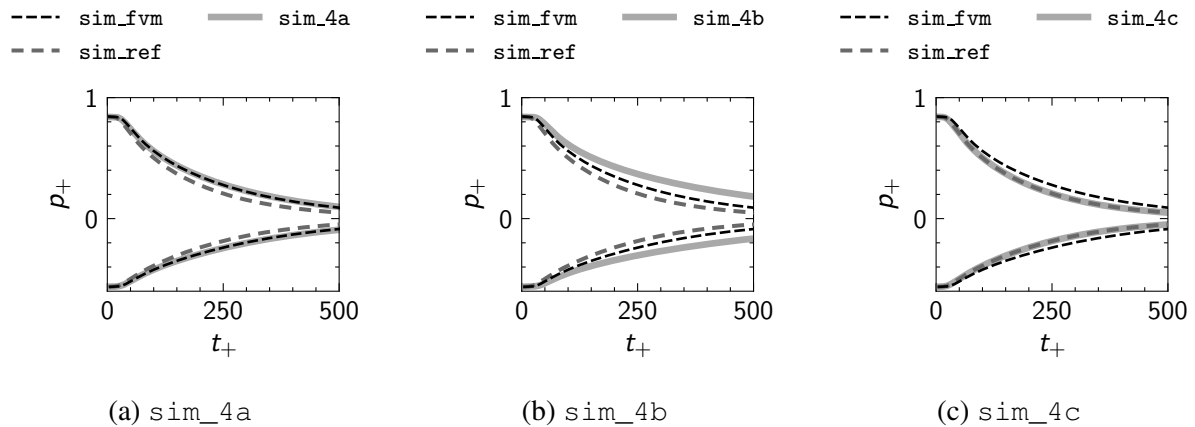 sim_fvm sim_4a
sim_ref
1
0
p+
0 250 500
t+
(a) sim_4a
sim_fvm sim_4b
sim_ref
1
0
p+
0 250 500
t+
(b) sim_4b
sim_fvm sim_4c
sim_ref
1
0
p+
0 250 500
t+
(c) sim_4c